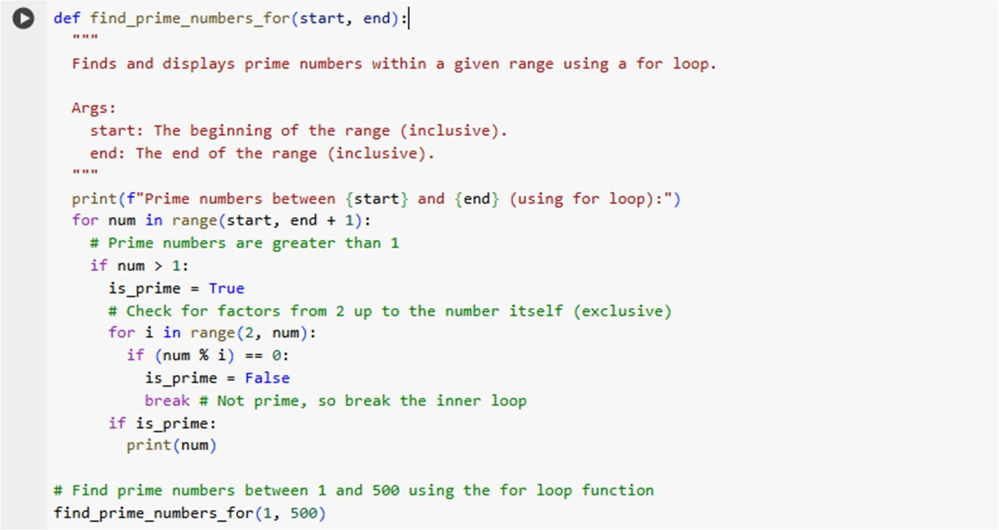 def find_prime_numbers_for(start, end):
  """
  Finds and displays prime numbers within a given range using a for loop.

  Args:
    start: The beginning of the range (inclusive).
    end: The end of the range (inclusive).
  """
  print(f"Prime numbers between {start} and {end} (using for loop):")
  for num in range(start, end + 1):
    # Prime numbers are greater than 1
    if num > 1:
      is_prime = True
      # Check for factors from 2 up to the number itself (exclusive)
      for i in range(2, num):
        if (num % i) == 0:
          is_prime = False
          break # Not prime, so break the inner loop
      if is_prime:
        print(num)

# Find prime numbers between 1 and 500 using the for loop function
find_prime_numbers_for(1, 500)